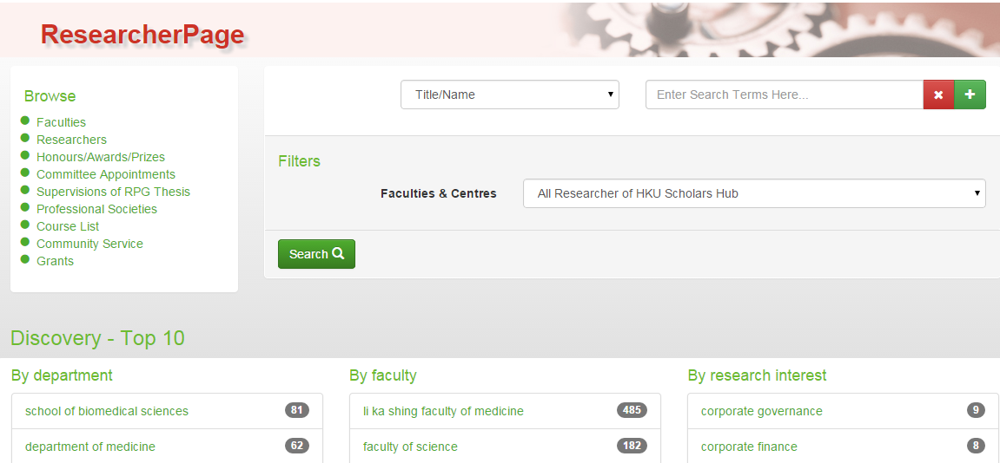 ResearcherPage
Browse
Faculties
Researchers
Honours/Awards/Prizes
Committee Appointments
Supervisions of RPG Thesis
Professional Societies
Course List
Community Service
Grants
Title/Name
Enter Search Terms Here...
Filters
Faculties & Centres
All Researcher of HKU Scholars Hub
Search
Discovery - Top 10
By department
school of biomedical sciences 81
department of medicine 62
By faculty
li ka shing faculty of medicine 485
faculty of science 182
By research interest
corporate governance 9
corporate finance 8